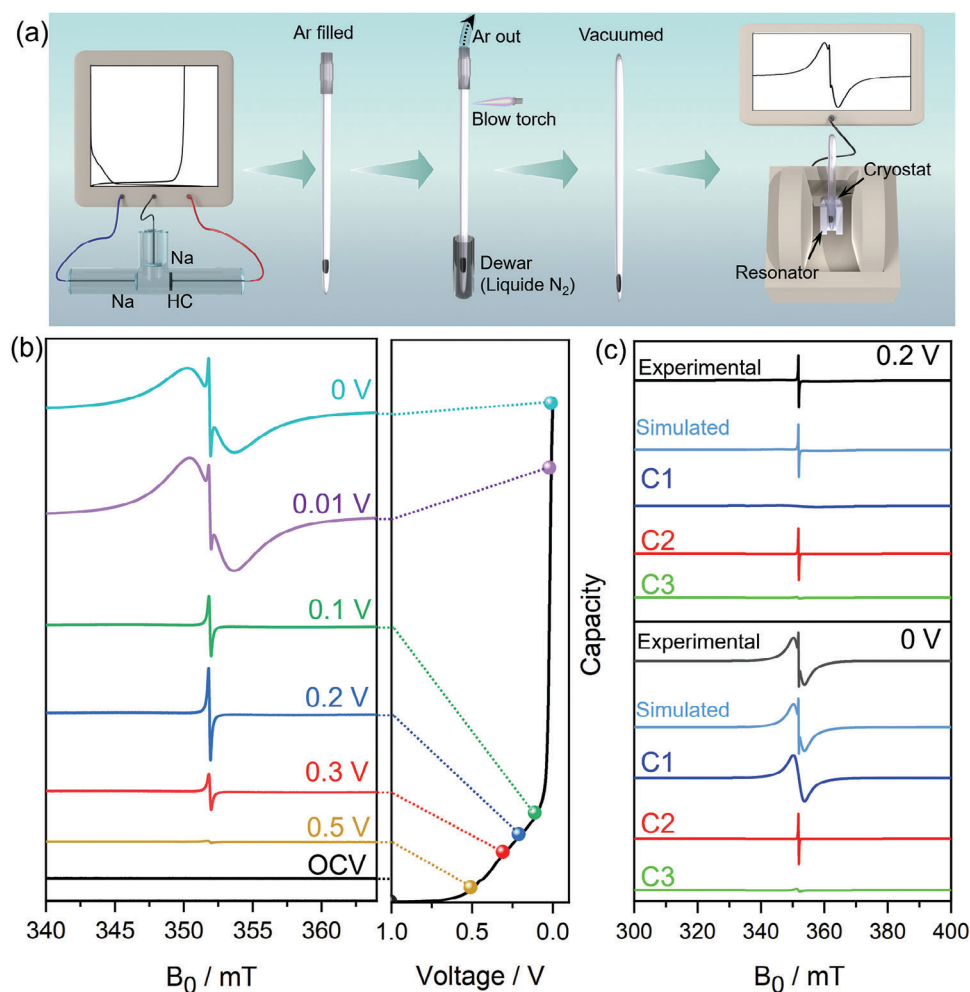 (a)
Ar filled
Ar out
Vacuumed
Blow torch
Cryostat
Na
Dewar
(Liquide N₂)
Resonator
Na
HC
(b)
0 V
0.01 V
0.1 V
0.2 V
0.3 V
0.5 V
OCV
340 350 360
B₀ / mT
1.0 0.5 0.0
Voltage / V
Capacity
(c)
Experimental 0.2 V
Simulated
C1
C2
C3
Experimental 0 V
Simulated
C1
C2
C3
300 320 340 360 380 400
B₀ / mT